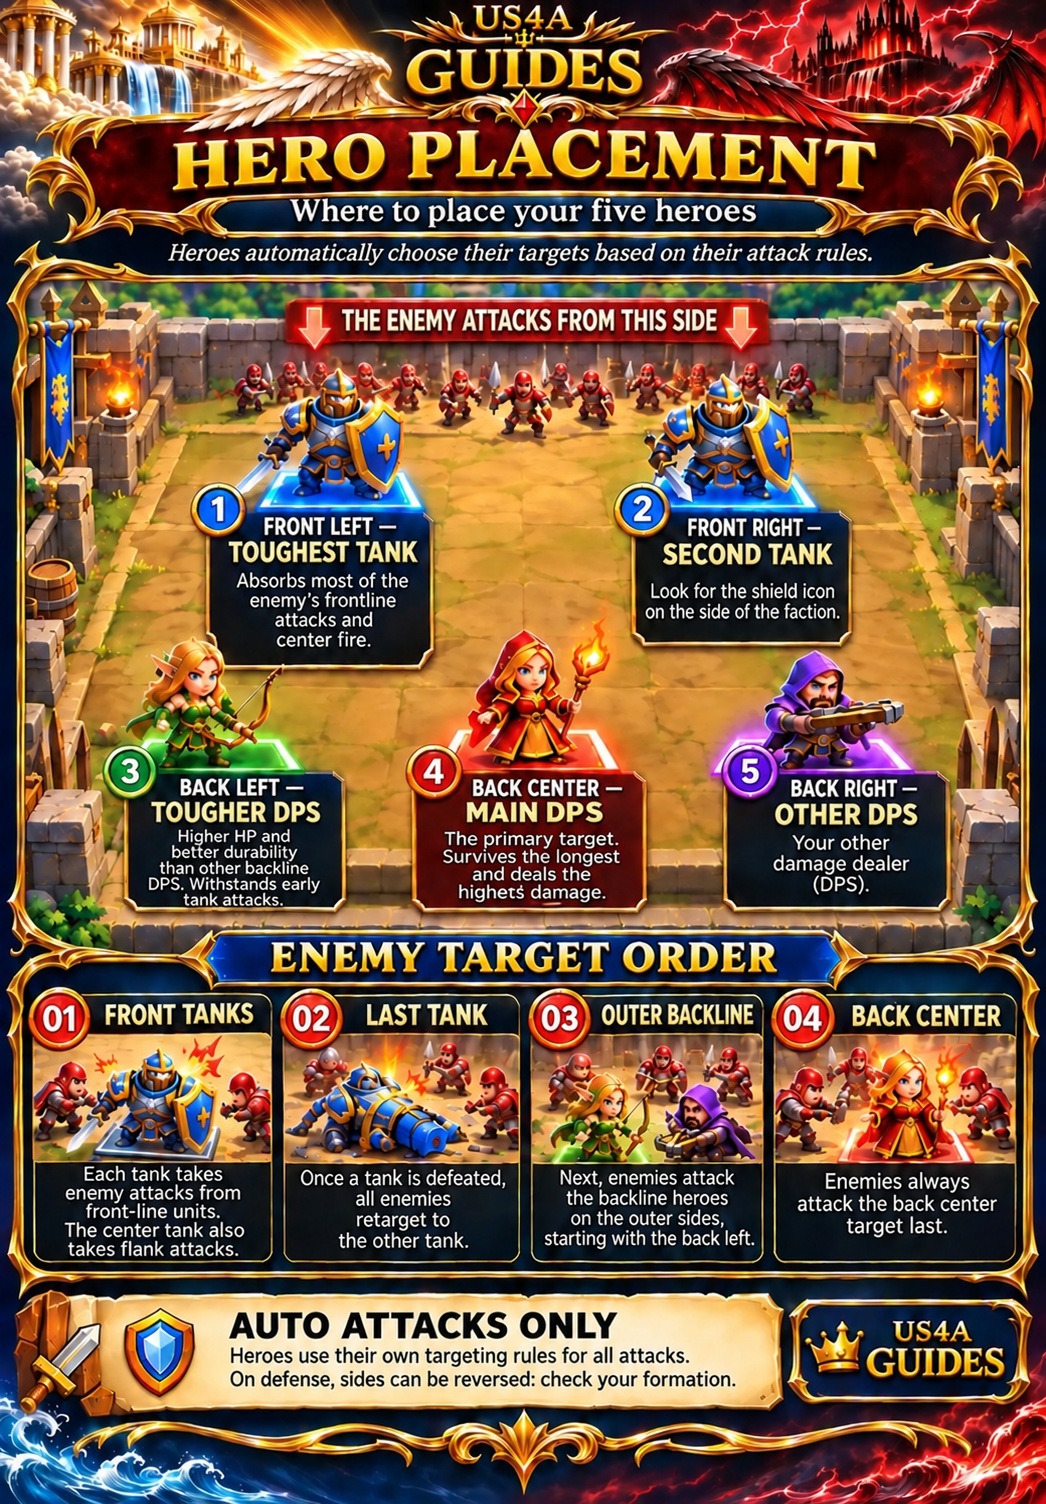 US4A
GUIDES
HERO PLACEMENT
Where to place your five heroes
Heroes automatically choose their targets based on their attack rules.
THE ENEMY ATTACKS FROM THIS SIDE
1
FRONT LEFT —
TOUGHEST TANK
Absorbs most of the
enemy's frontline
attacks and
center fire.
2
FRONT RIGHT —
SECOND TANK
Look for the shield icon
on the side of the faction.
3
BACK LEFT —
TOUGHER DPS
Higher HP and
better durability
than other backline
DPS. Withstands early
tank attacks.
4
BACK CENTER —
MAIN DPS
The primary target.
Survives the longest
and deals the
highets damage.
5
BACK RIGHT —
OTHER DPS
Your other
damage dealer
(DPS).
ENEMY TARGET ORDER
01 FRONT TANKS
Each tank takes
enemy attacks from
front-line units.
The center tank also
takes flank attacks.
02 LAST TANK
Once a tank is defeated,
all enemies
retarget to
the other tank.
03 OUTER BACKLINE
Next, enemies attack
the backline heroes
on the outer sides,
starting with the back left.
04 BACK CENTER
Enemies always
attack the back center
target last.
AUTO ATTACKS ONLY
Heroes use their own targeting rules for all attacks.
On defense, sides can be reversed: check your formation.
US4A
GUIDES